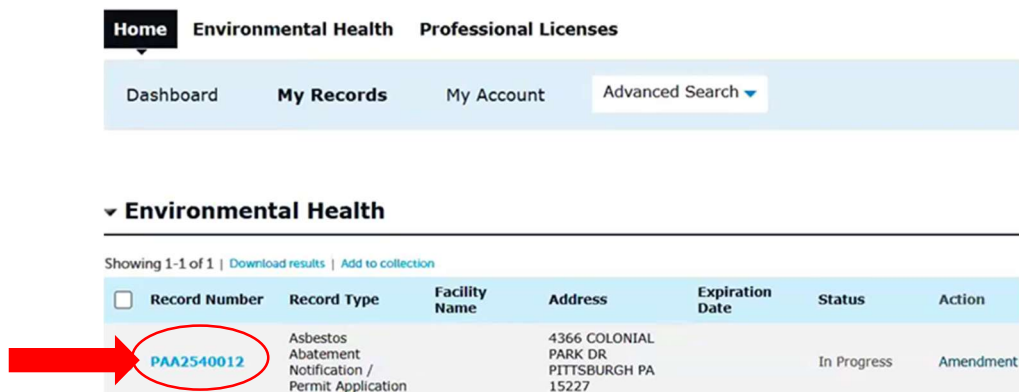 Home Environmental Health Professional Licenses
Dashboard My Records My Account Advanced Search
Environmental Health
Showing 1-1 of 1 | Download results | Add to collection
Record Number Record Type Facility Name Address Expiration Date Status Action
PAA2540012 Asbestos Abatement Notification / Permit Application 4366 COLONIAL PARK DR PITTSBURGH PA 15227 In Progress Amendment